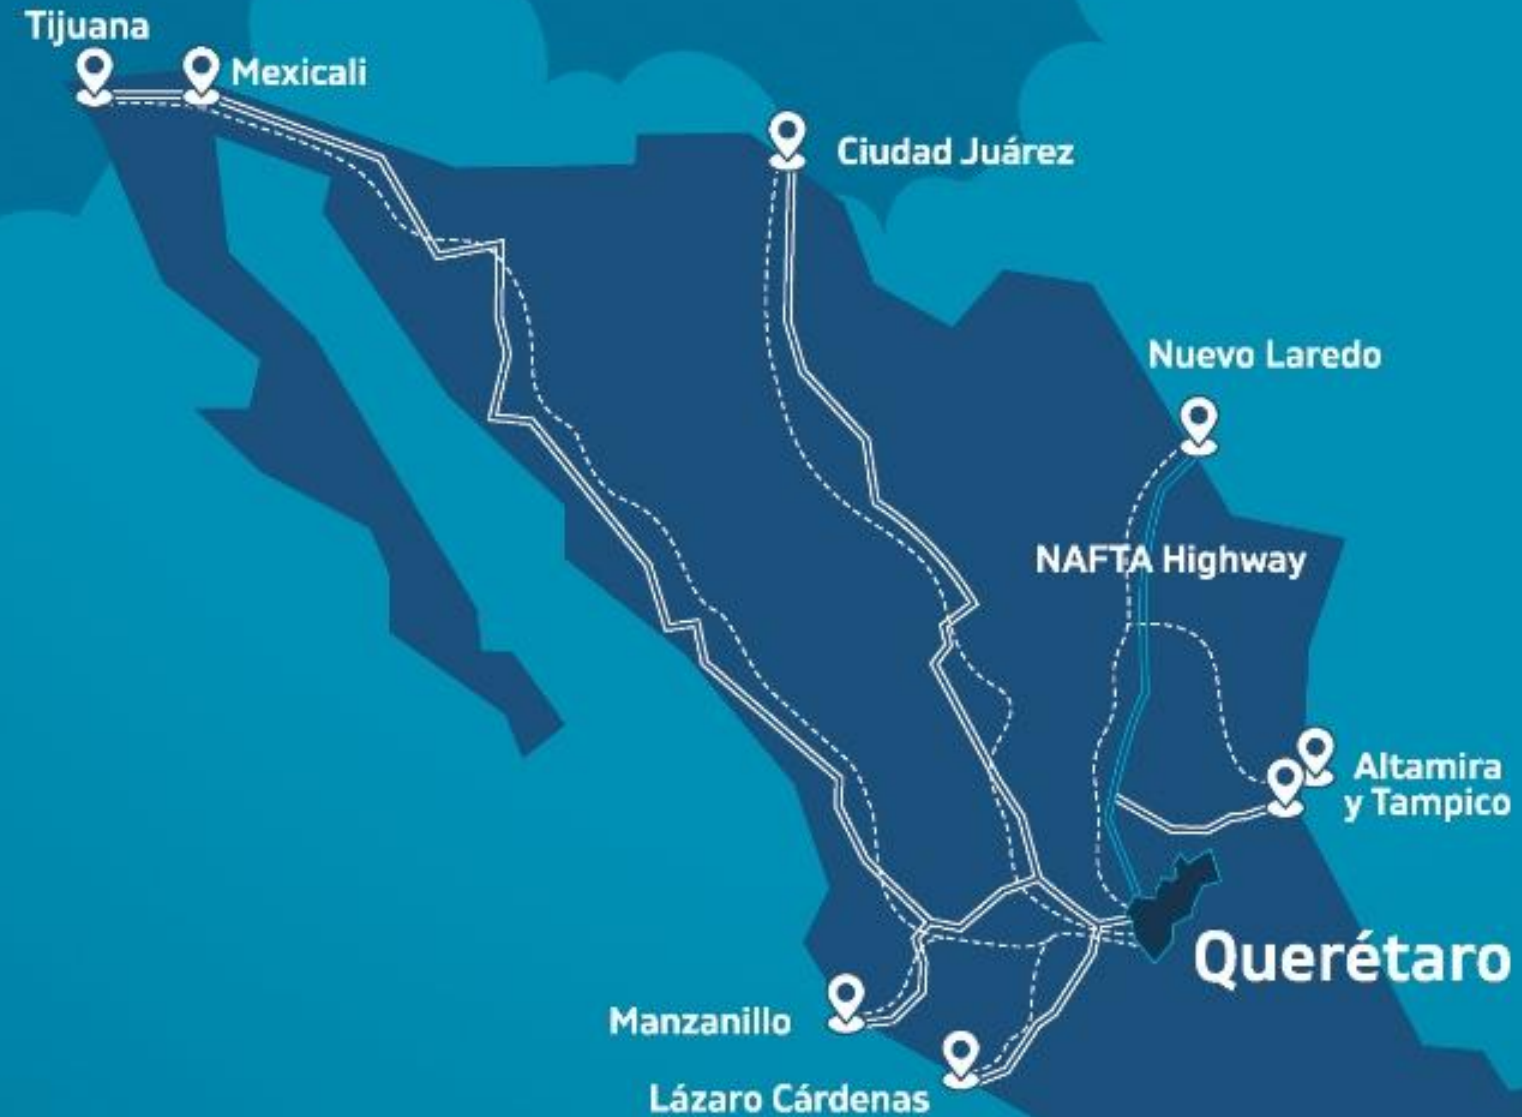 Tijuana
Mexicali
Ciudad Juárez
Nuevo Laredo
NAFTA Highway
Altamira
y Tampico
Querétaro
Manzanillo
Lázaro Cárdenas